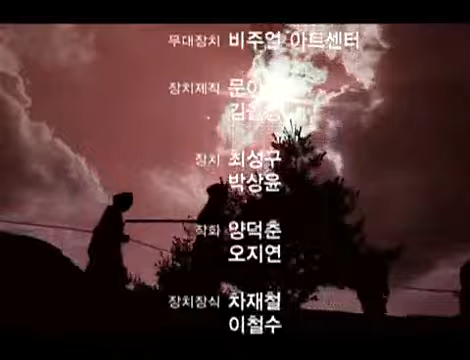 무대장치 비주얼 아트센터
장치제작
장치 최성구
박상윤
작화 양덕춘
오지연
장치장식 차재철
이철수